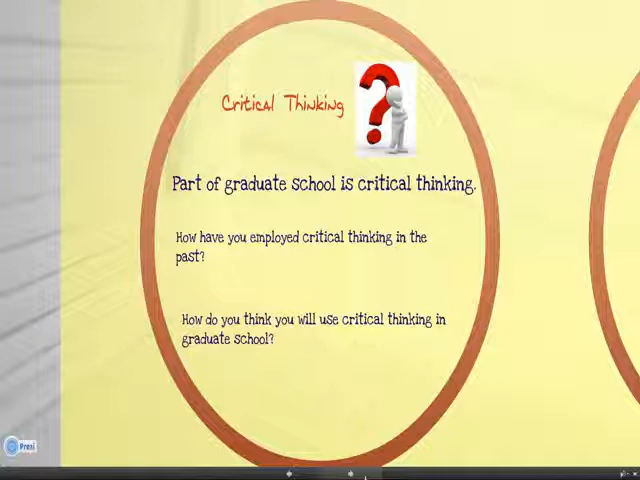 Critical Thinking
Part of graduate school is critical thinking.
How have you employed critical thinking in the
past?
How do you think you will use critical thinking in
graduate school?
Prezi